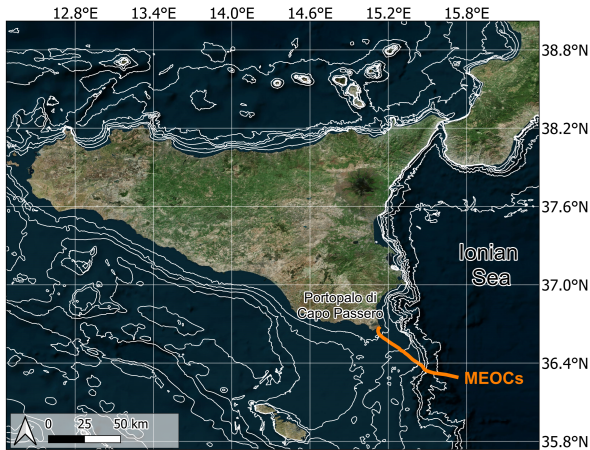 12.8°E 13.4°E 14.0°E 14.6°E 15.2°E 15.8°E
38.8°N
38.2°N
37.6°N
Ionian
Sea
37.0°N
Portopalo di
Capo Passero
36.4°N
MEOCs
0 25 50 km
35.8°N